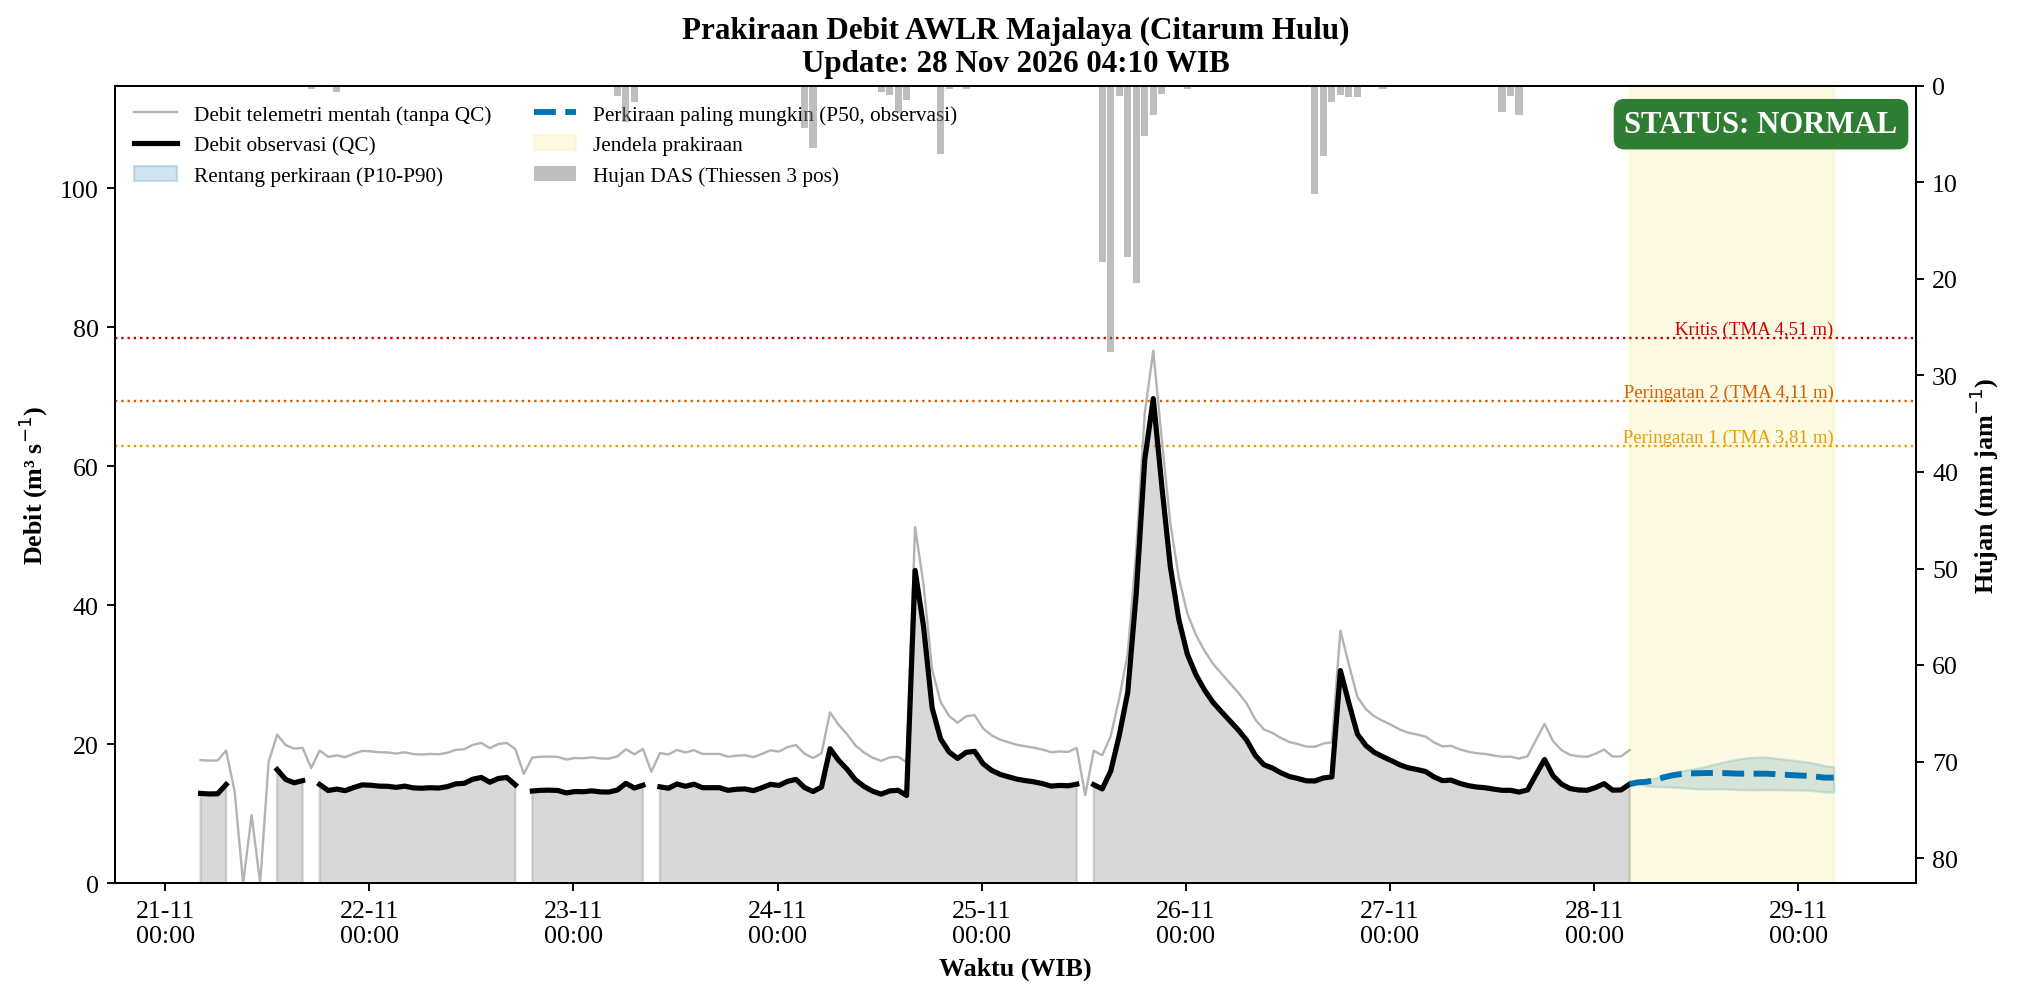 Prakiraan Debit AWLR Majalaya (Citarum Hulu)
Update: 28 Nov 2026 04:10 WIB
Debit telemetri mentah (tanpa QC)
Debit observasi (QC)
Rentang perkiraan (P10-P90)
Perkiraan paling mungkin (P50, observasi)
Jendela prakiraan
Hujan DAS (Thiessen 3 pos)
STATUS: NORMAL
Kritis (TMA 4,51 m)
Peringatan 2 (TMA 4,11 m)
Peringatan 1 (TMA 3,81 m)
Debit (m³ s⁻¹)
100
80
60
40
20
0
Hujan (mm jam⁻¹)
0
10
20
30
40
50
60
70
80
21-11
00:00
22-11
00:00
23-11
00:00
24-11
00:00
25-11
00:00
26-11
00:00
27-11
00:00
28-11
00:00
29-11
00:00
Waktu (WIB)